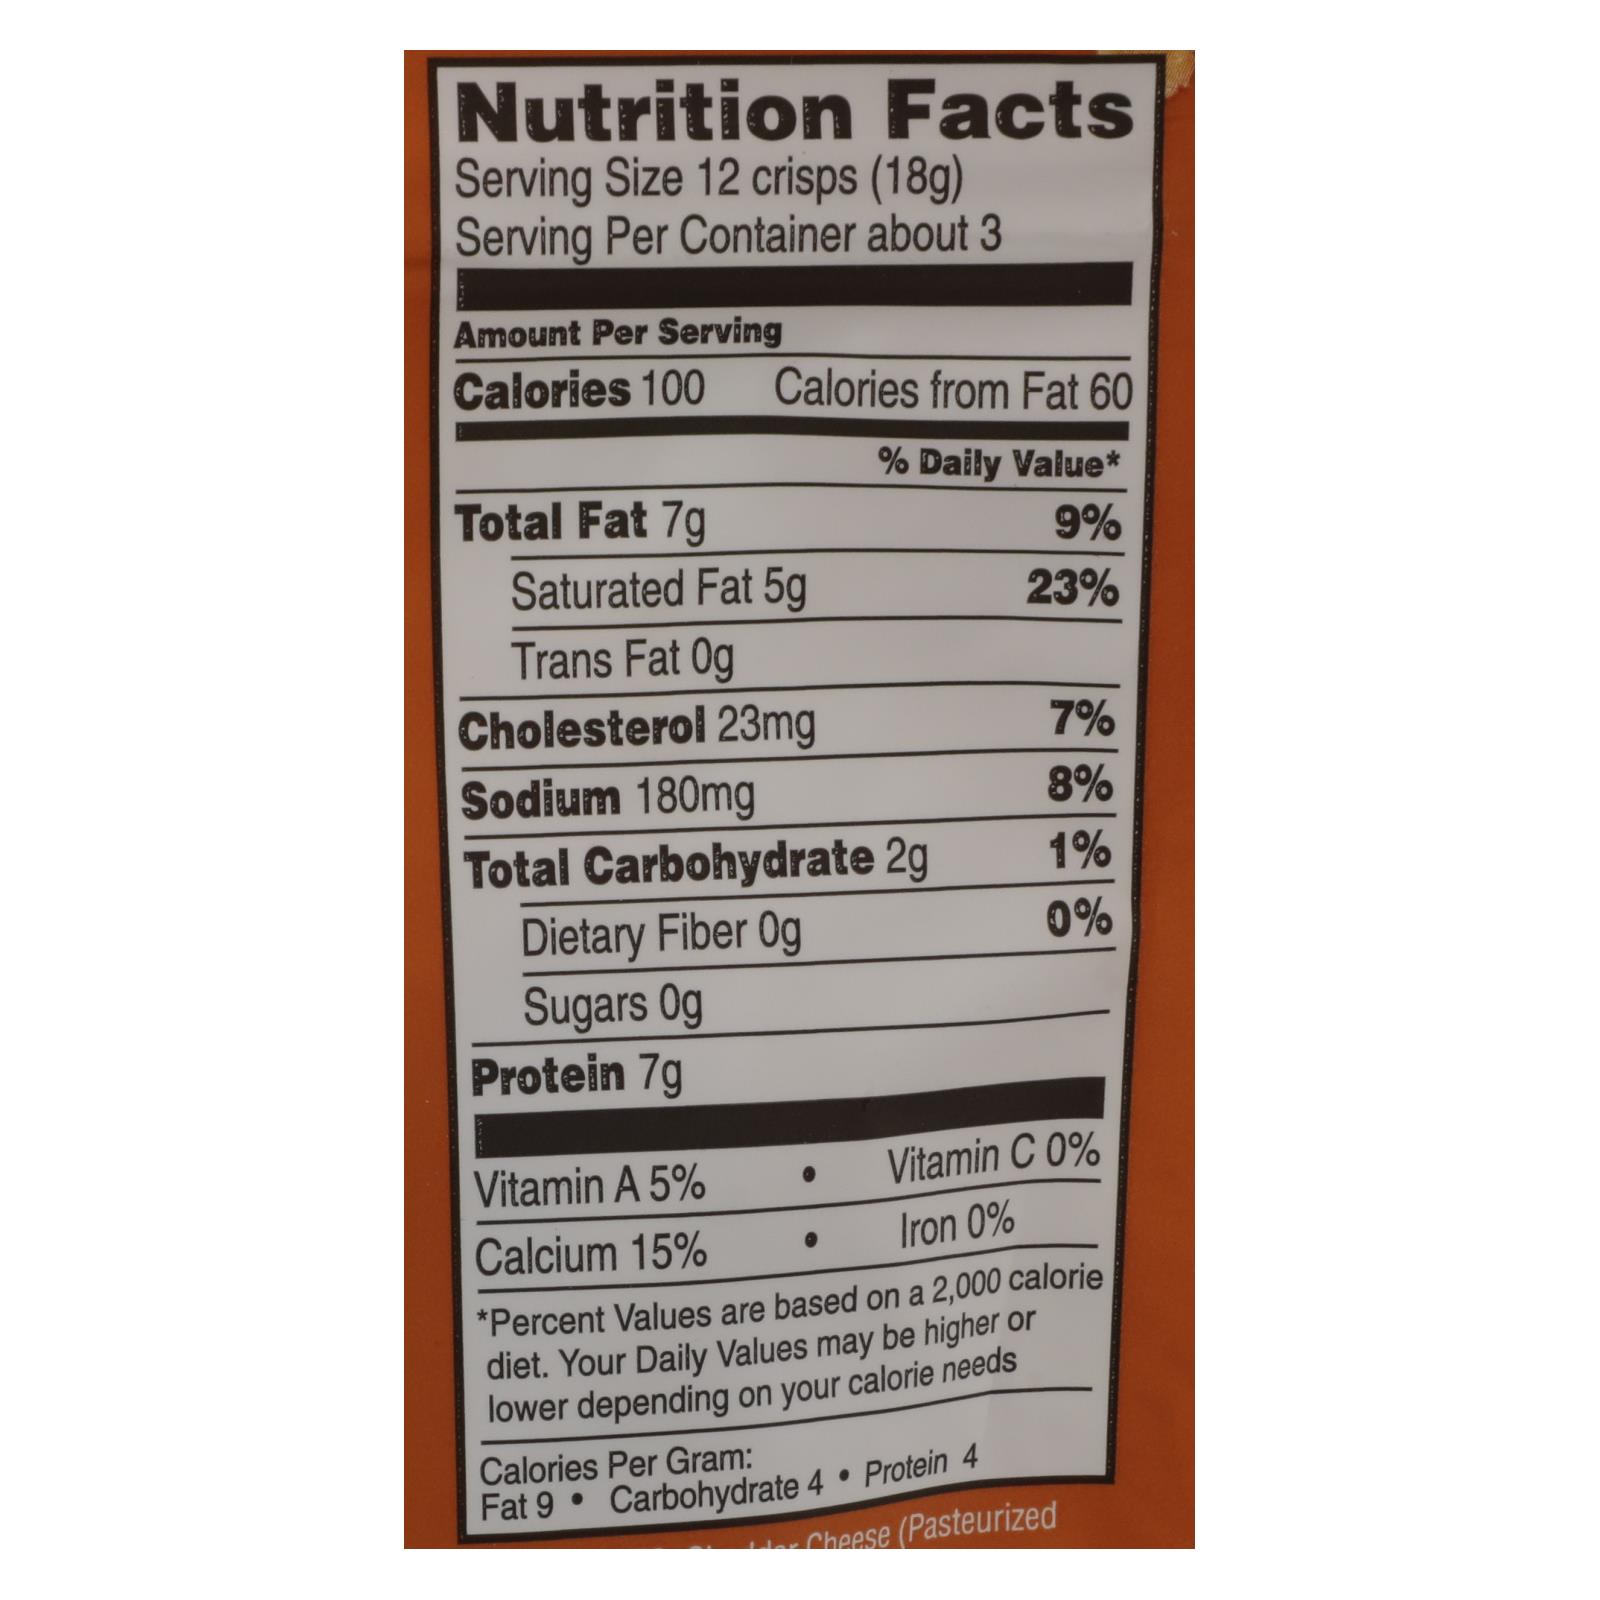 Nutrition Facts
Serving Size 12 crisps (18g)
Serving Per Container about 3
Amount Per Serving
Calories 100 Calories from Fat 60
% Daily Value*
Total Fat 7g 9%
Saturated Fat 5g 23%
Trans Fat 0g
Cholesterol 23mg 7%
Sodium 180mg 8%
Total Carbohydrate 2g 1%
Dietary Fiber 0g 0%
Sugars 0g
Protein 7g
Vitamin A 5% • Vitamin C 0%
Calcium 15% • Iron 0%
*Percent Values are based on a 2,000 calorie
diet. Your Daily Values may be higher or
lower depending on your calorie needs
Calories Per Gram:
Fat 9 • Carbohydrate 4 • Protein 4
Cheese (Pasteurized